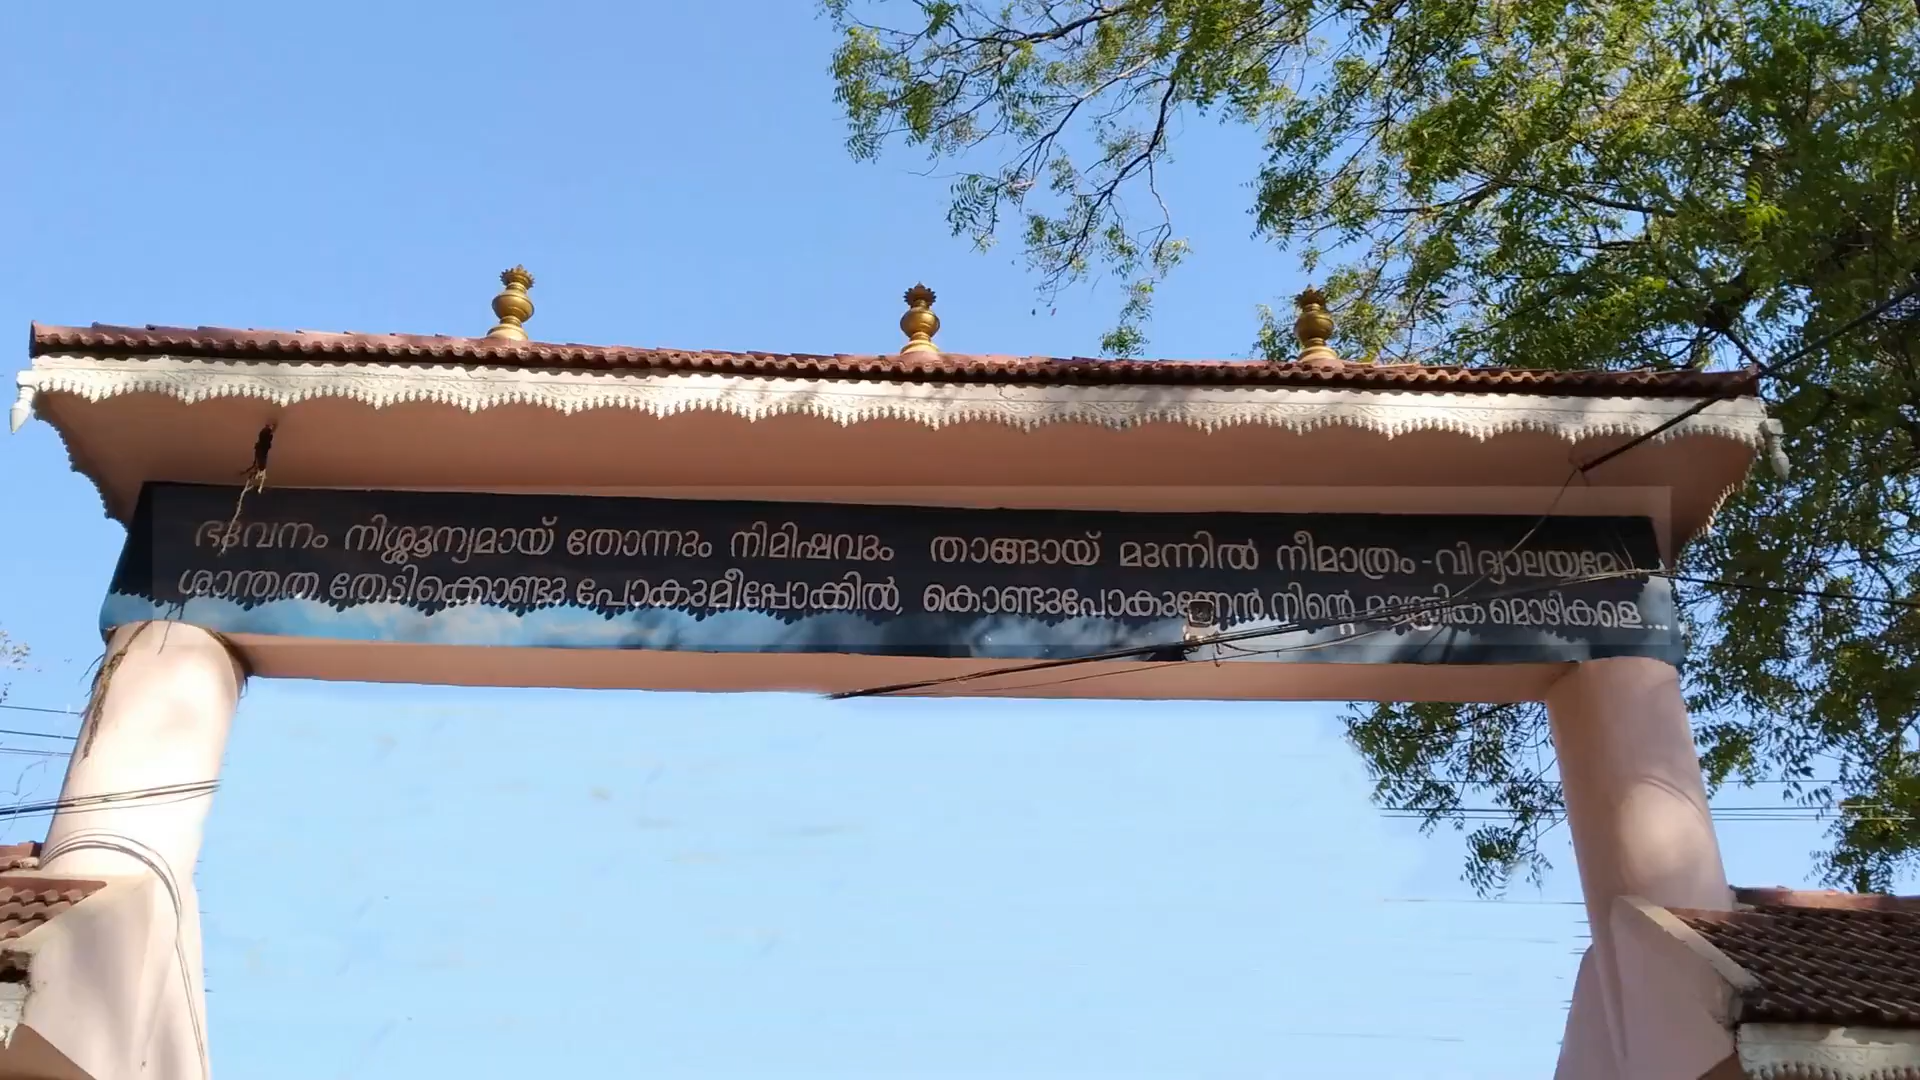 ഭുവനം നിശ്ശൂന്യമായ് തോന്നും നിമിഷവും താങ്ങായ് മുന്നിൽ നീമാത്രം -വിദ്യാലയമേ...
ശാന്തത തേടിക്കൊണ്ടു പോകുമീപ്പോക്കിൽ, കൊണ്ടുപോകുന്നേൻ നിന്റെ മാന്ത്രിക മൊഴികളെ...